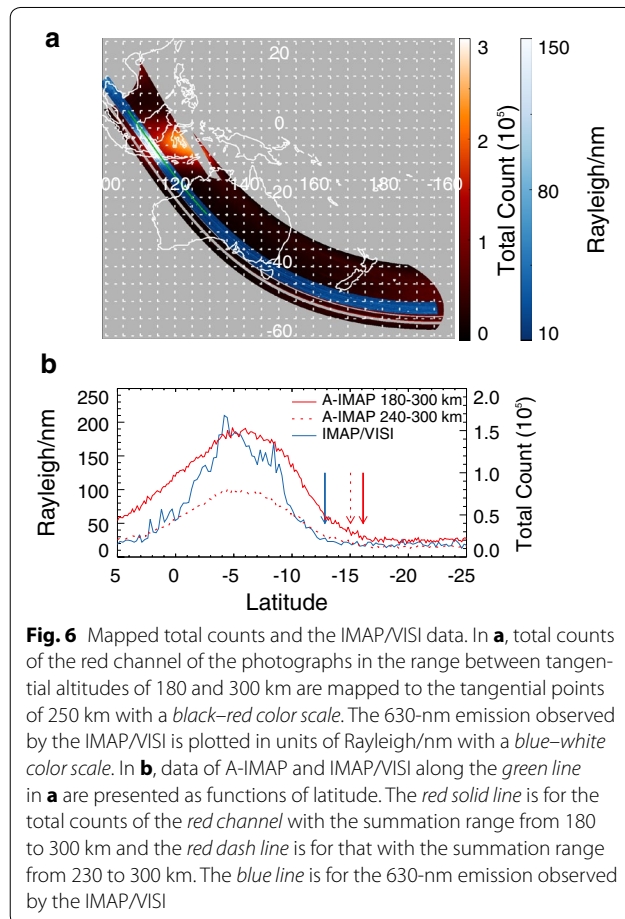 a
20
0
-20
-40
-60
00
120
140
160
180
-160
3
2
1
0
Total Count (10⁵)
150
80
10
Rayleigh/nm
b
250
200
150
100
50
0
Rayleigh/nm
A-IMAP 180-300 km
A-IMAP 240-300 km
IMAP/VISI
2.0
1.5
1.0
0.5
0.0
Total Count (10⁵)
5 0 -5 -10 -15 -20 -25
Latitude
Fig. 6 Mapped total counts and the IMAP/VISI data. In a, total counts
of the red channel of the photographs in the range between tangen-
tial altitudes of 180 and 300 km are mapped to the tangential points
of 250 km with a black–red color scale. The 630-nm emission observed
by the IMAP/VISI is plotted in units of Rayleigh/nm with a blue–white
color scale. In b, data of A-IMAP and IMAP/VISI along the green line
in a are presented as functions of latitude. The red solid line is for the
total counts of the red channel with the summation range from 180
to 300 km and the red dash line is for that with the summation range
from 230 to 300 km. The blue line is for the 630-nm emission observed
by the IMAP/VISI